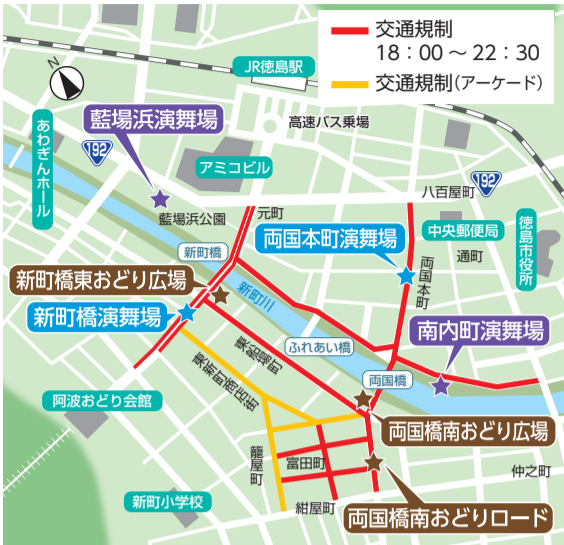 交通規制
18：00～22：30
交通規制(アーケード)
N
JR徳島駅
藍場浜演舞場
高速バス乗場
あわぎんホール
192
アミコビル
192
八百屋町
藍場浜公園
元町
両国本町演舞場
中央郵便局
徳島市役所
通町
新町橋
両国本町
新町橋東おどり広場
新町川
新町橋演舞場
南内町演舞場
ふれあい橋
東船場町
東新町商店街
両国橋
阿波おどり会館
両国橋南おどり広場
籠屋町
富田町
仲之町
新町小学校
紺屋町
両国橋南おどりロード